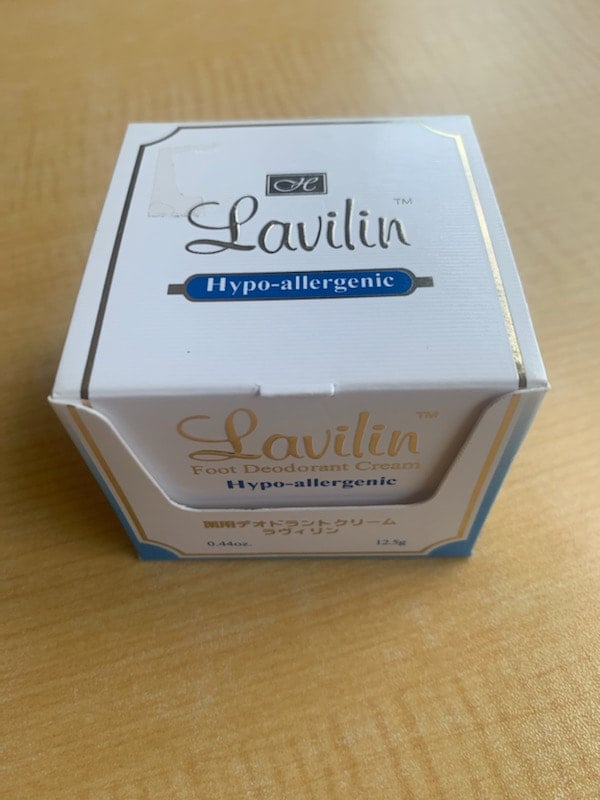 H
Lavilin™
Hypo-allergenic
Lavilin™
Foot Deodorant Cream
Hypo-allergenic
薬用デオドラントクリーム
ラヴィリン
0.44oz. 12.5g